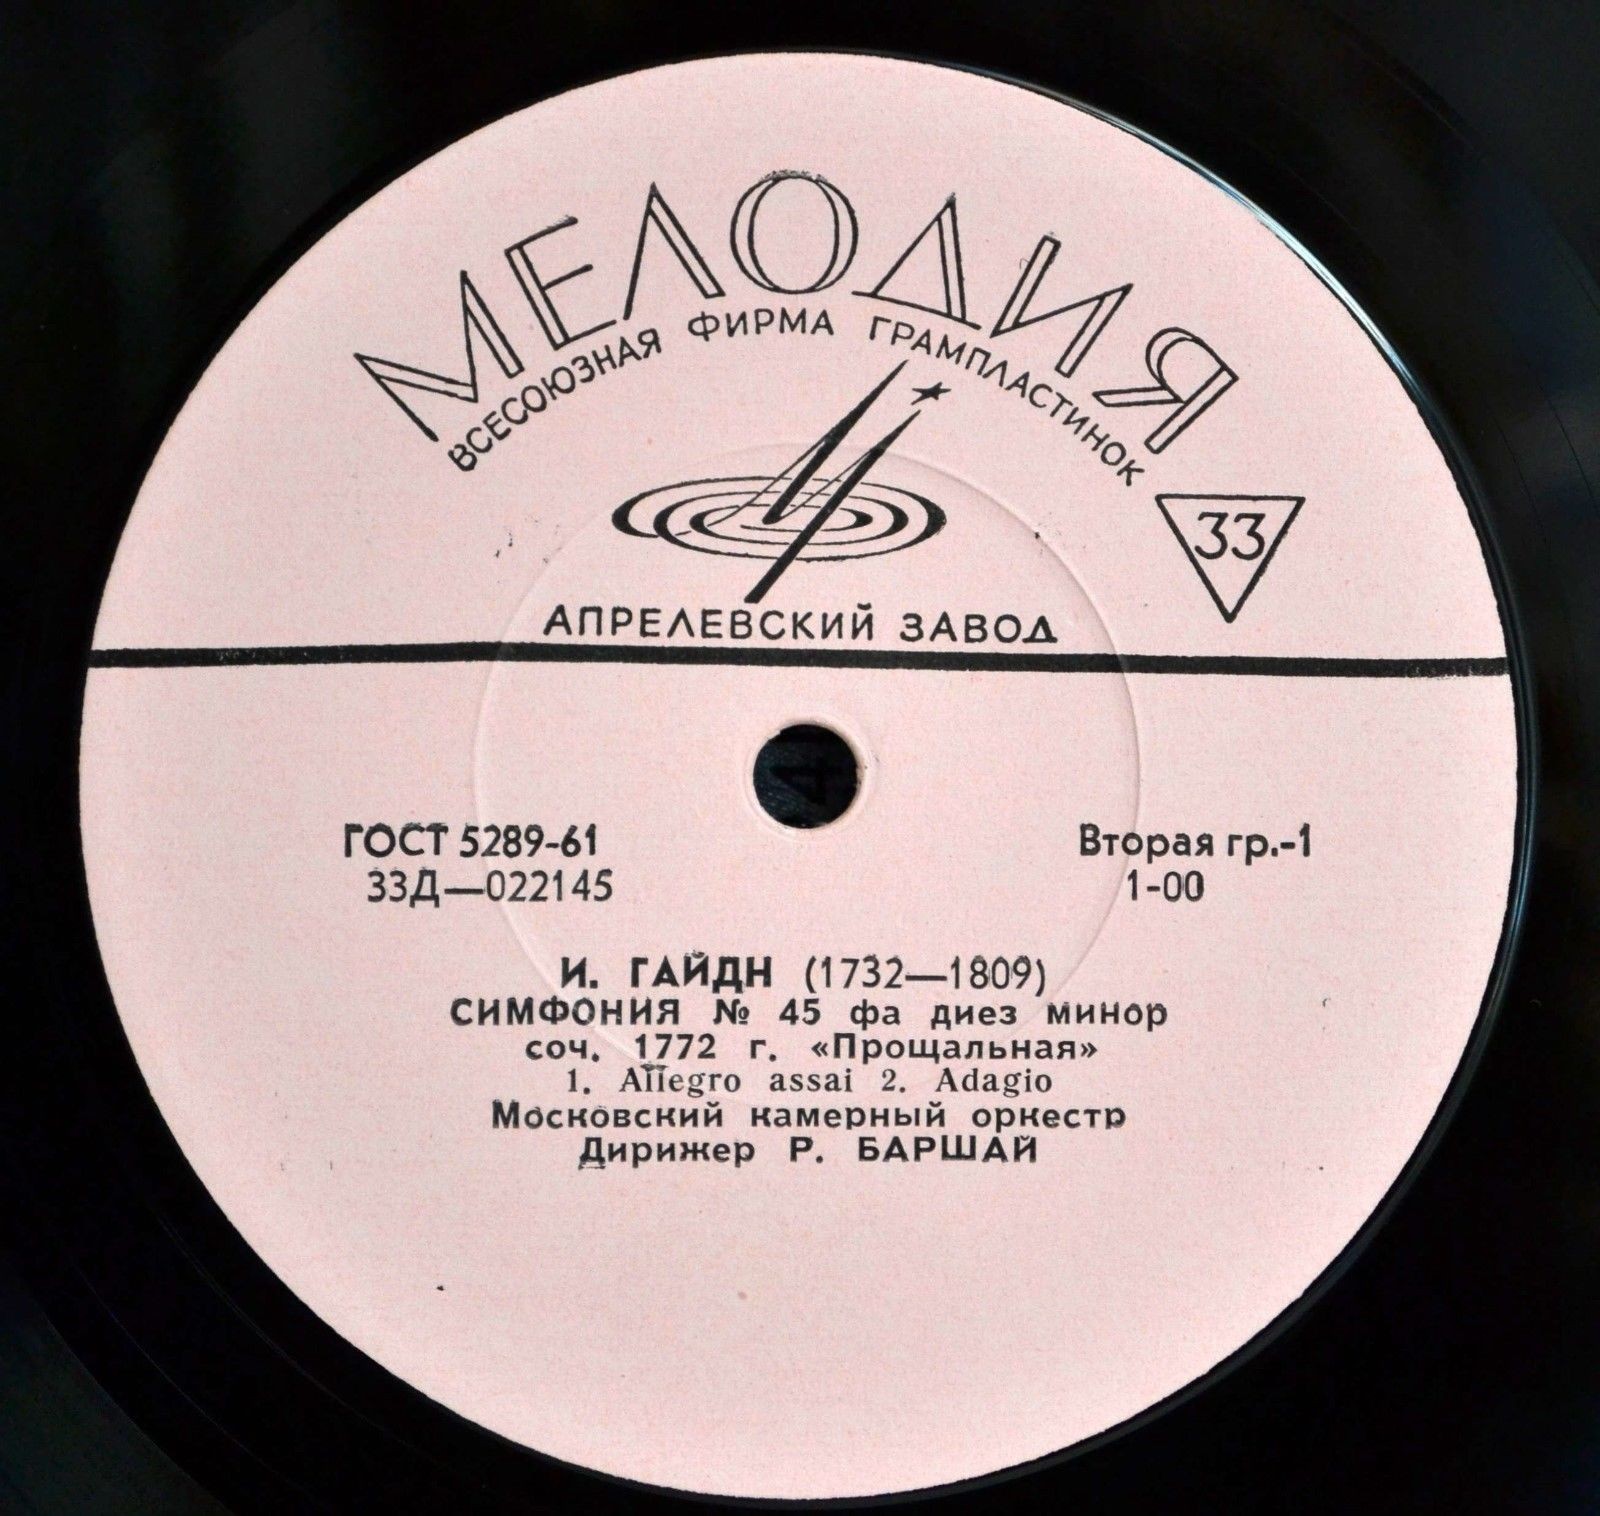 МЕЛОДИЯ
ВСЕСОЮЗНАЯ ФИРМА ГРАМПЛАСТИНОК
33
АПРЕЛЕВСКИЙ ЗАВОД
ГОСТ 5289-61
Вторая гр.-1
33Д—022145
1-00
И. ГАЙДН (1732—1809)
СИМФОНИЯ № 45 фа диез минор
соч. 1772 г. «Прощальная»
1. Allegro assai 2. Adagio
Московский камерный оркестр
Дирижер Р. БАРШАЙ